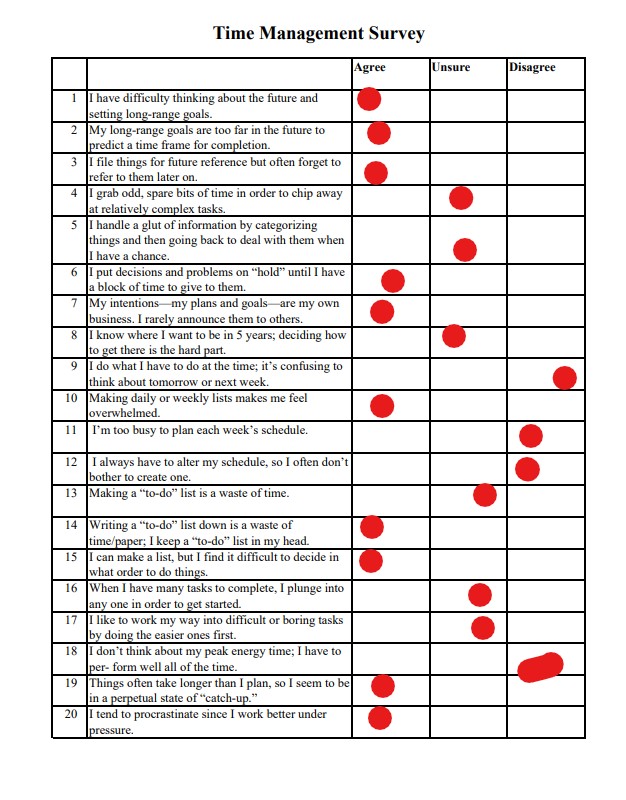 Time Management Survey
Agree Unsure Disagree
1 I have difficulty thinking about the future and
setting long-range goals.
2 My long-range goals are too far in the future to
predict a time frame for completion.
3 I file things for future reference but often forget to
refer to them later on.
4 I grab odd, spare bits of time in order to chip away
at relatively complex tasks.
5 I handle a glut of information by categorizing
things and then going back to deal with them when
I have a chance.
6 I put decisions and problems on “hold” until I have
a block of time to give to them.
7 My intentions—my plans and goals—are my own
business. I rarely announce them to others.
8 I know where I want to be in 5 years; deciding how
to get there is the hard part.
9 I do what I have to do at the time; it’s confusing to
think about tomorrow or next week.
10 Making daily or weekly lists makes me feel
overwhelmed.
11 I’m too busy to plan each week’s schedule.
12 I always have to alter my schedule, so I often don’t
bother to create one.
13 Making a “to-do” list is a waste of time.
14 Writing a “to-do” list down is a waste of
time/paper; I keep a “to-do” list in my head.
15 I can make a list, but I find it difficult to decide in
what order to do things.
16 When I have many tasks to complete, I plunge into
any one in order to get started.
17 I like to work my way into difficult or boring tasks
by doing the easier ones first.
18 I don’t think about my peak energy time; I have to
per- form well all of the time.
19 Things often take longer than I plan, so I seem to be
in a perpetual state of “catch-up.”
20 I tend to procrastinate since I work better under
pressure.